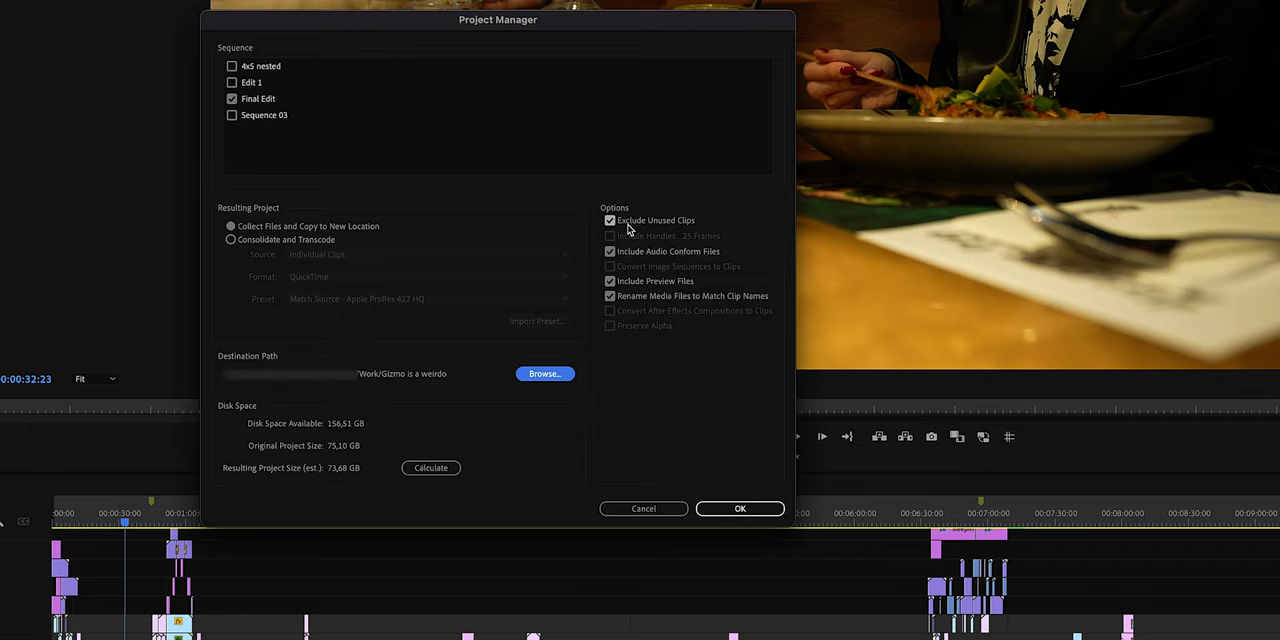 Project Manager
Sequence
4x5 nested
Edit 1
Final Edit
Sequence 03
Resulting Project
Collect Files and Copy to New Location
Consolidate and Transcode
Source: Individual Clips
Format: QuickTime
Preset: Match Source - Apple ProRes 422 HQ
Import Preset...
Options
Exclude Unused Clips
Include Handles: 25 Frames
Include Audio Conform Files
Convert Image Sequences to Clips
Include Preview Files
Rename Media Files to Match Clip Names
Convert After Effects Compositions to Clips
Preserve Alpha
Destination Path
/Work/Gizmo is a weirdo
Browse...
Disk Space
Disk Space Available: 156,51 GB
Original Project Size: 75,10 GB
Resulting Project Size (est.): 73,68 GB
Calculate
Cancel
OK
0:00:32:23
Fit
:00:00 00:00:30:00 00:01:00 :00 00:06:00:00 00:06:30:00 00:07:00:00 00:07:30:00 00:08:00:00 00:08:30:00 00:09:00:00
fx